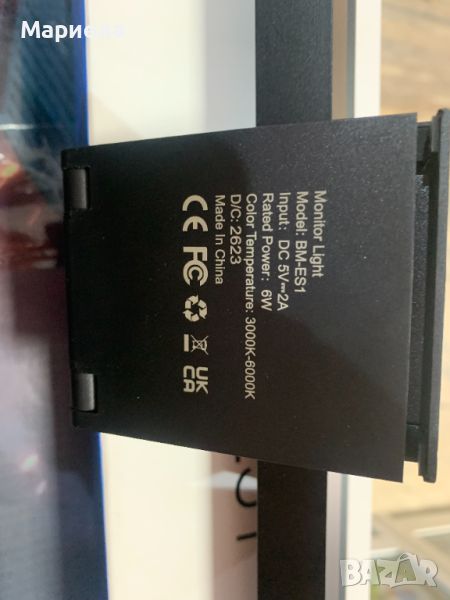 Мариела
Monitor Light
Model: BM-ES1
Input: DC 5V⎓2A
Rated Power: 6W
Color Temperature: 3000K-6000K
D/C: 2623
Made In China
CE FC UK
CA
BAZAR